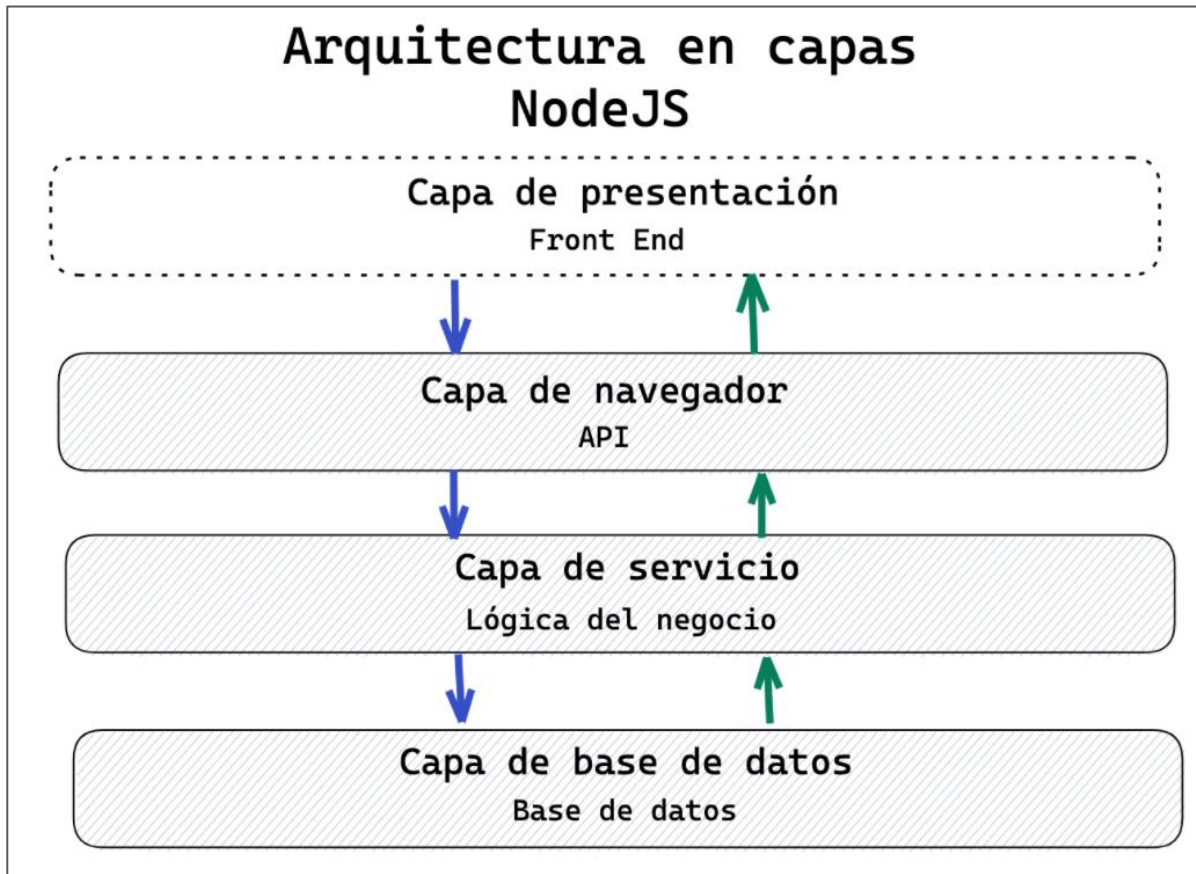 Arquitectura en capas
NodeJS
Capa de presentación
Front End
Capa de navegador
API
Capa de servicio
Lógica del negocio
Capa de base de datos
Base de datos